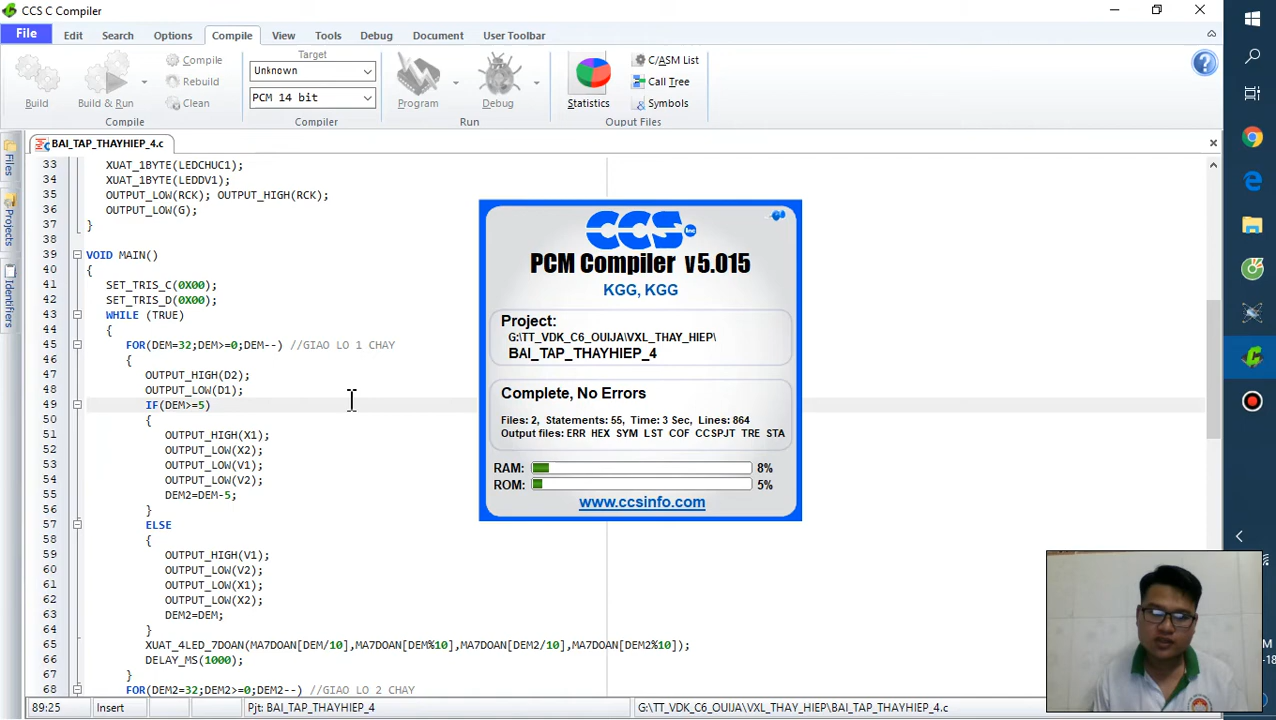 CCS C Compiler
File Edit Search Options Compile View Tools Debug Document User Toolbar
Build
Build & Run
Compile
Rebuild
Clean
Compile
Target
Unknown
PCM 14 bit
Compiler
Program
Debug
Run
Statistics
C/ASM List
Call Tree
Symbols
Ouput Files
Files
Projects
Identifiers
BAI_TAP_THAYHIEP_4.c
33 XUAT_1BYTE(LEDCHUC1);
34 XUAT_1BYTE(LEDDV1);
35 OUTPUT_LOW(RCK); OUTPUT_HIGH(RCK);
36 OUTPUT_LOW(G);
37 }
38
39 VOID MAIN()
40 {
41 SET_TRIS_C(0X00);
42 SET_TRIS_D(0X00);
43 WHILE (TRUE)
44 {
45 FOR(DEM=32;DEM>=0;DEM--) //GIAO LO 1 CHAY
46 {
47 OUTPUT_HIGH(D2);
48 OUTPUT_LOW(D1);
49 IF(DEM>=5)
50 {
51 OUTPUT_HIGH(X1);
52 OUTPUT_LOW(X2);
53 OUTPUT_LOW(V1);
54 OUTPUT_LOW(V2);
55 DEM2=DEM-5;
56 }
57 ELSE
58 {
59 OUTPUT_HIGH(V1);
60 OUTPUT_LOW(V2);
61 OUTPUT_LOW(X1);
62 OUTPUT_LOW(X2);
63 DEM2=DEM;
64 }
65 XUAT_4LED_7DOAN(MA7DOAN[DEM/10],MA7DOAN[DEM%10],MA7DOAN[DEM2/10],MA7DOAN[DEM2%10]);
66 DELAY_MS(1000);
67 }
68 FOR(DEM2=32;DEM2>=0;DEM2--) //GIAO LO 2 CHAY
CCS Inc
PCM Compiler v5.015
KGG, KGG
Project:
G:\TT_VDK_C6_OUIJA\VXL_THAY_HIEP\
BAI_TAP_THAYHIEP_4
Complete, No Errors
Files: 2, Statements: 55, Time: 3 Sec, Lines: 864
Output files: ERR HEX SYM LST COF CCSPJT TRE STA
RAM: 8%
ROM: 5%
www.ccsinfo.com
89:25 Insert Pjt: BAI_TAP_THAYHIEP_4 G:\TT_VDK_C6_OUIJA\VXL_THAY_HIEP\BAI_TAP_THAYHIEP_4.c